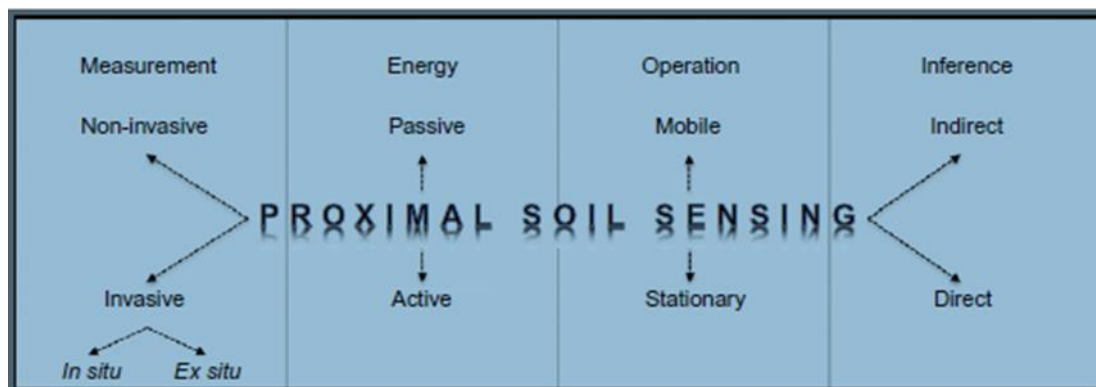 Measurement Energy Operation Inference
Non-invasive Passive Mobile Indirect
PROXIMAL SOIL SENSING
Invasive Active Stationary Direct
In situ Ex situ